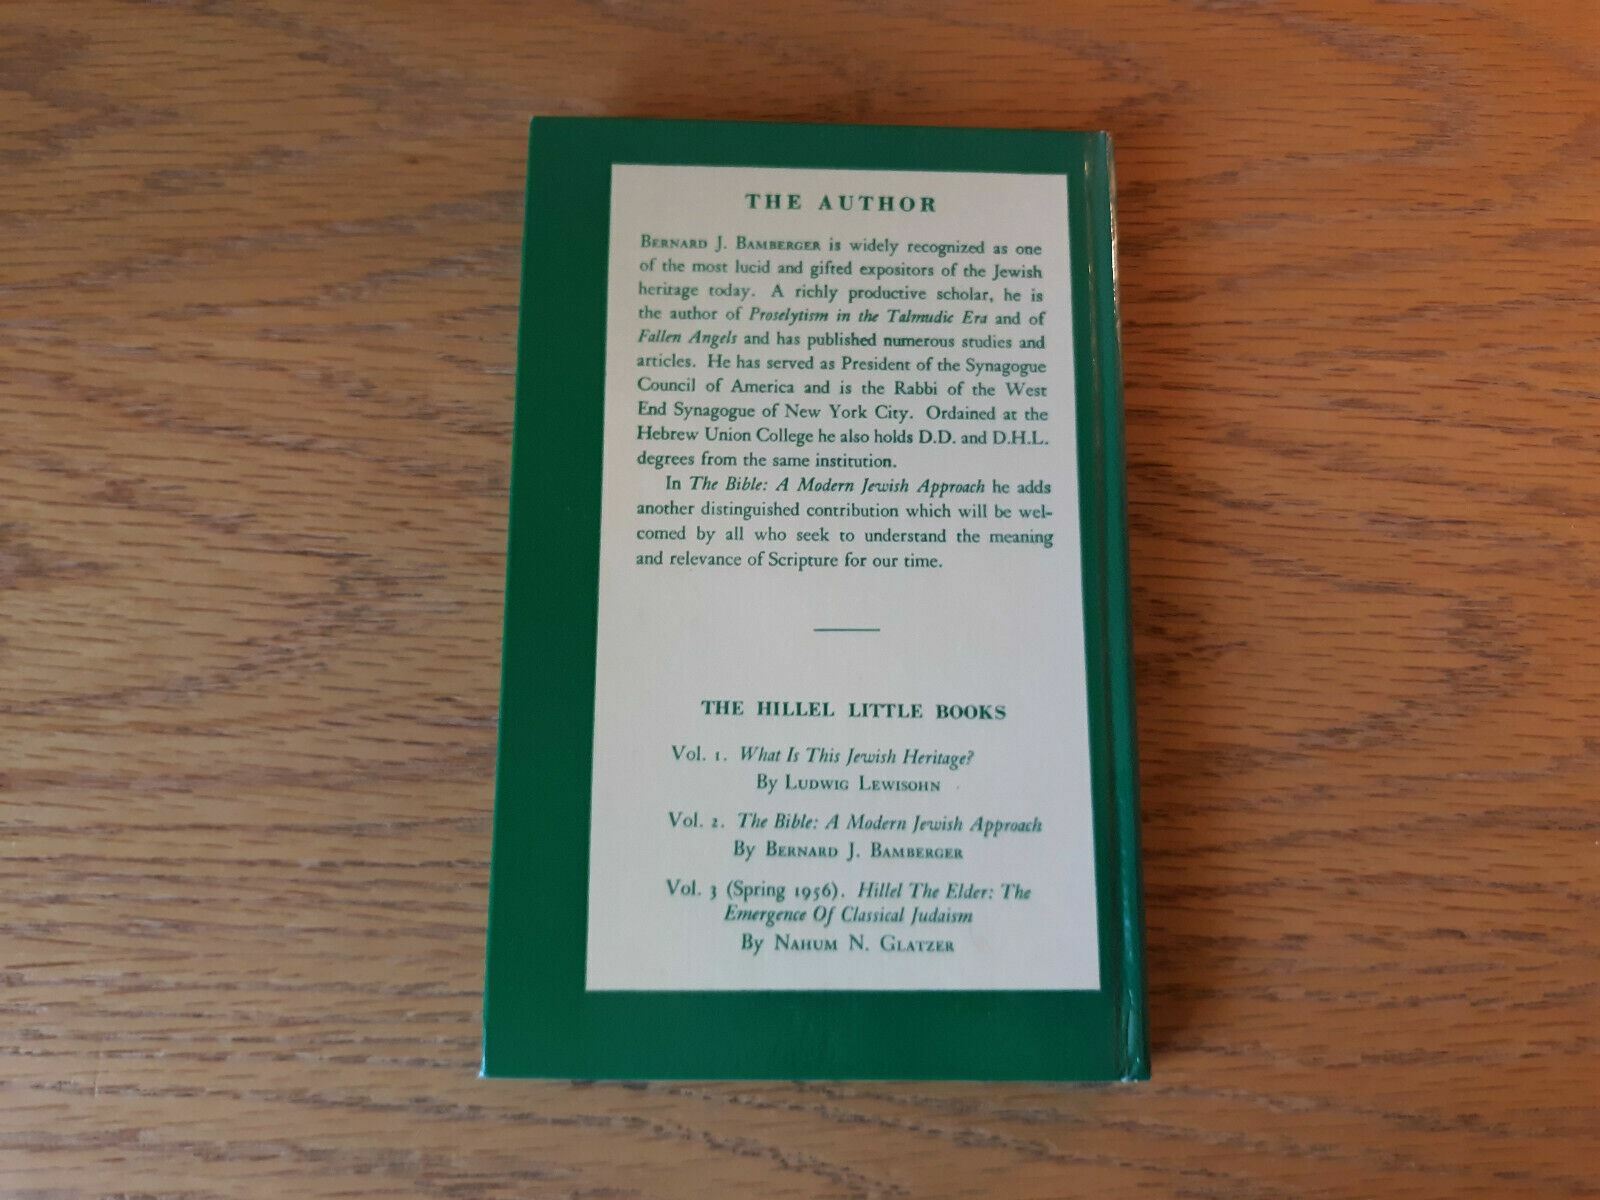 THE AUTHOR
BERNARD J. BAMBERGER is widely recognized as one
of the most lucid and gifted expositors of the Jewish
heritage today. A richly productive scholar, he is
the author of Proselytism in the Talmudic Era and of
Fallen Angels and has published numerous studies and
articles. He has served as President of the Synagogue
Council of America and is the Rabbi of the West
End Synagogue of New York City. Ordained at the
Hebrew Union College he also holds D.D. and D.H.L.
degrees from the same institution.
In The Bible: A Modern Jewish Approach he adds
another distinguished contribution which will be wel-
comed by all who seek to understand the meaning
and relevance of Scripture for our time.
THE HILLEL LITTLE BOOKS
Vol. 1. What Is This Jewish Heritage?
By LUDWIG LEWISOHN
Vol. 2. The Bible: A Modern Jewish Approach
By BERNARD J. BAMBERGER
Vol. 3 (Spring 1956). Hillel The Elder: The
Emergence Of Classical Judaism
By NAHUM N. GLATZER